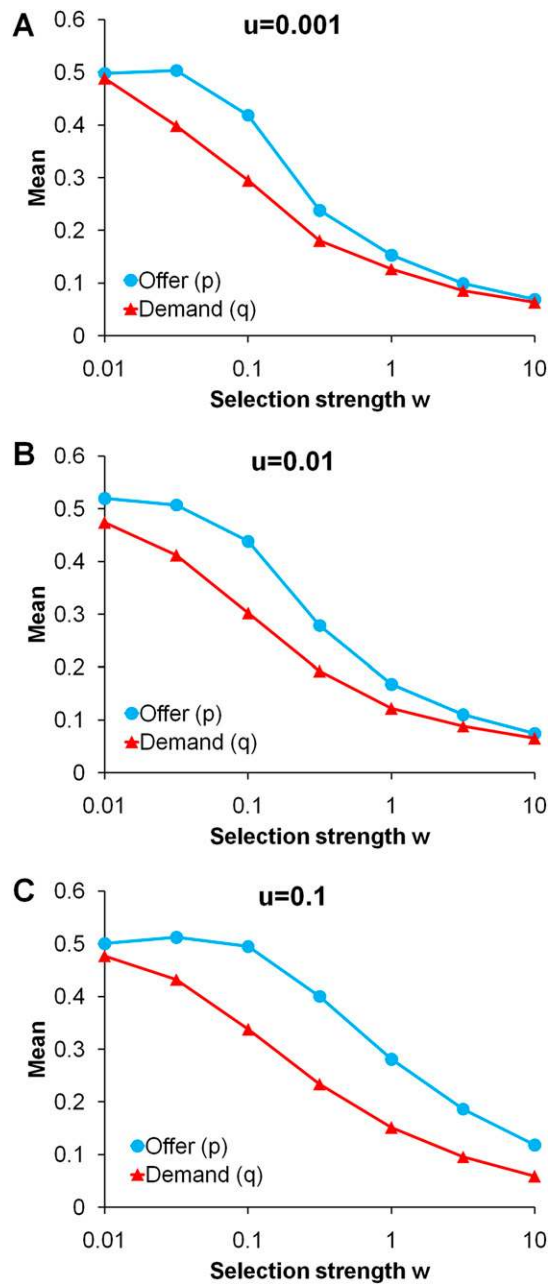 A
u=0.001
0.6
0.5
0.4
0.3
0.2
0.1
0
Mean
Offer (p)
Demand (q)
0.01 0.1 1 10
Selection strength w
B
u=0.01
0.6
0.5
0.4
0.3
0.2
0.1
0
Mean
Offer (p)
Demand (q)
0.01 0.1 1 10
Selection strength w
C
u=0.1
0.6
0.5
0.4
0.3
0.2
0.1
0
Mean
Offer (p)
Demand (q)
0.01 0.1 1 10
Selection strength w